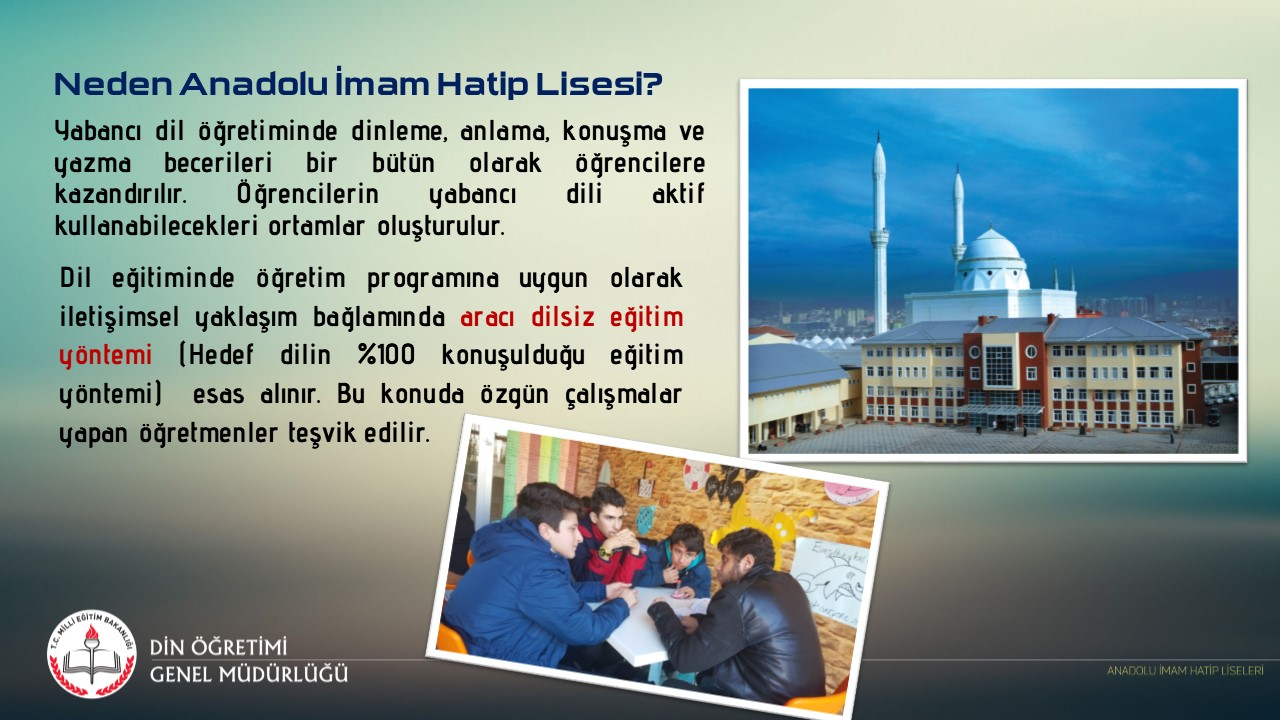 Neden Anadolu İmam Hatip Lisesi?
Yabancı dil öğretiminde dinleme, anlama, konuşma ve
yazma becerileri bir bütün olarak öğrencilere
kazandırılır. Öğrencilerin yabancı dili aktif
kullanabilecekleri ortamlar oluşturulur.
Dil eğitiminde öğretim programına uygun olarak
iletişimsel yaklaşım bağlamında aracı dilsiz eğitim
yöntemi (Hedef dilin %100 konuşulduğu eğitim
yöntemi) esas alınır. Bu konuda özgün çalışmalar
yapan öğretmenler teşvik edilir.
T.C. MİLLİ EĞİTİM BAKANLIĞI
DİN ÖĞRETİMİ
GENEL MÜDÜRLÜĞÜ
ANADOLU İMAM HATİP LİSELERİ